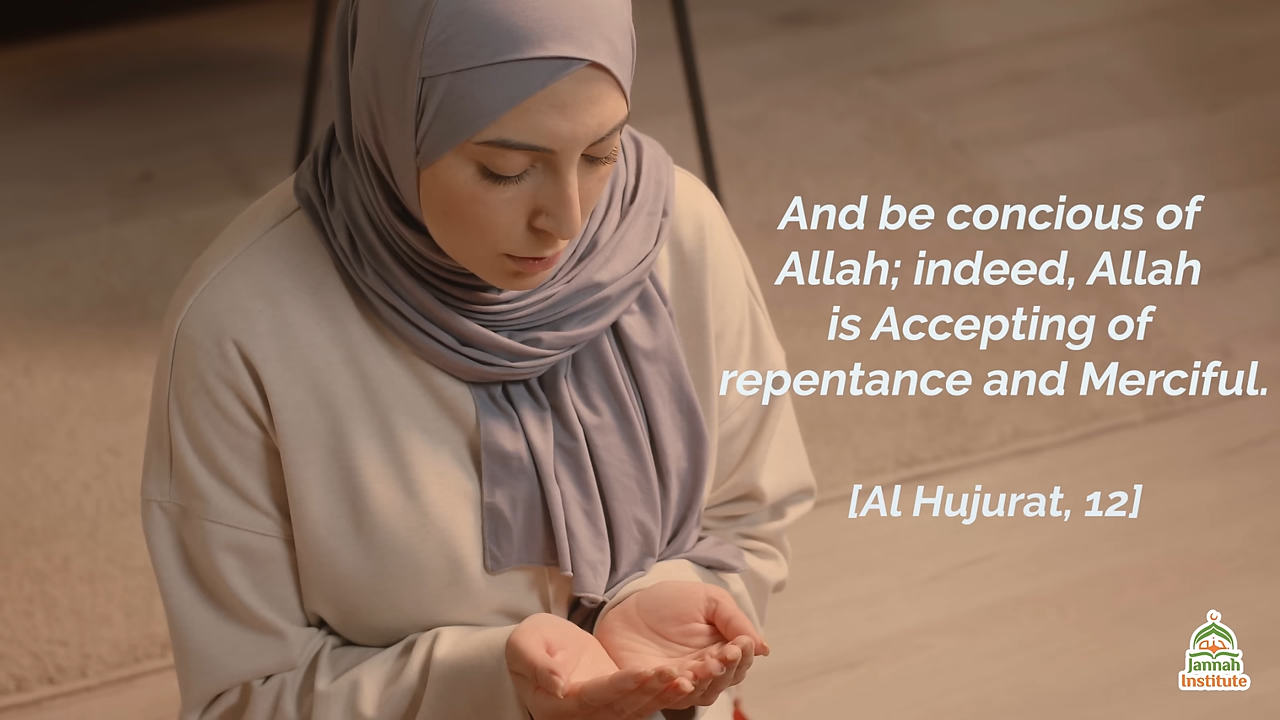 And be concious of
Allah; indeed, Allah
is Accepting of
repentance and Merciful.
[Al Hujurat, 12]
Jannah
Institute